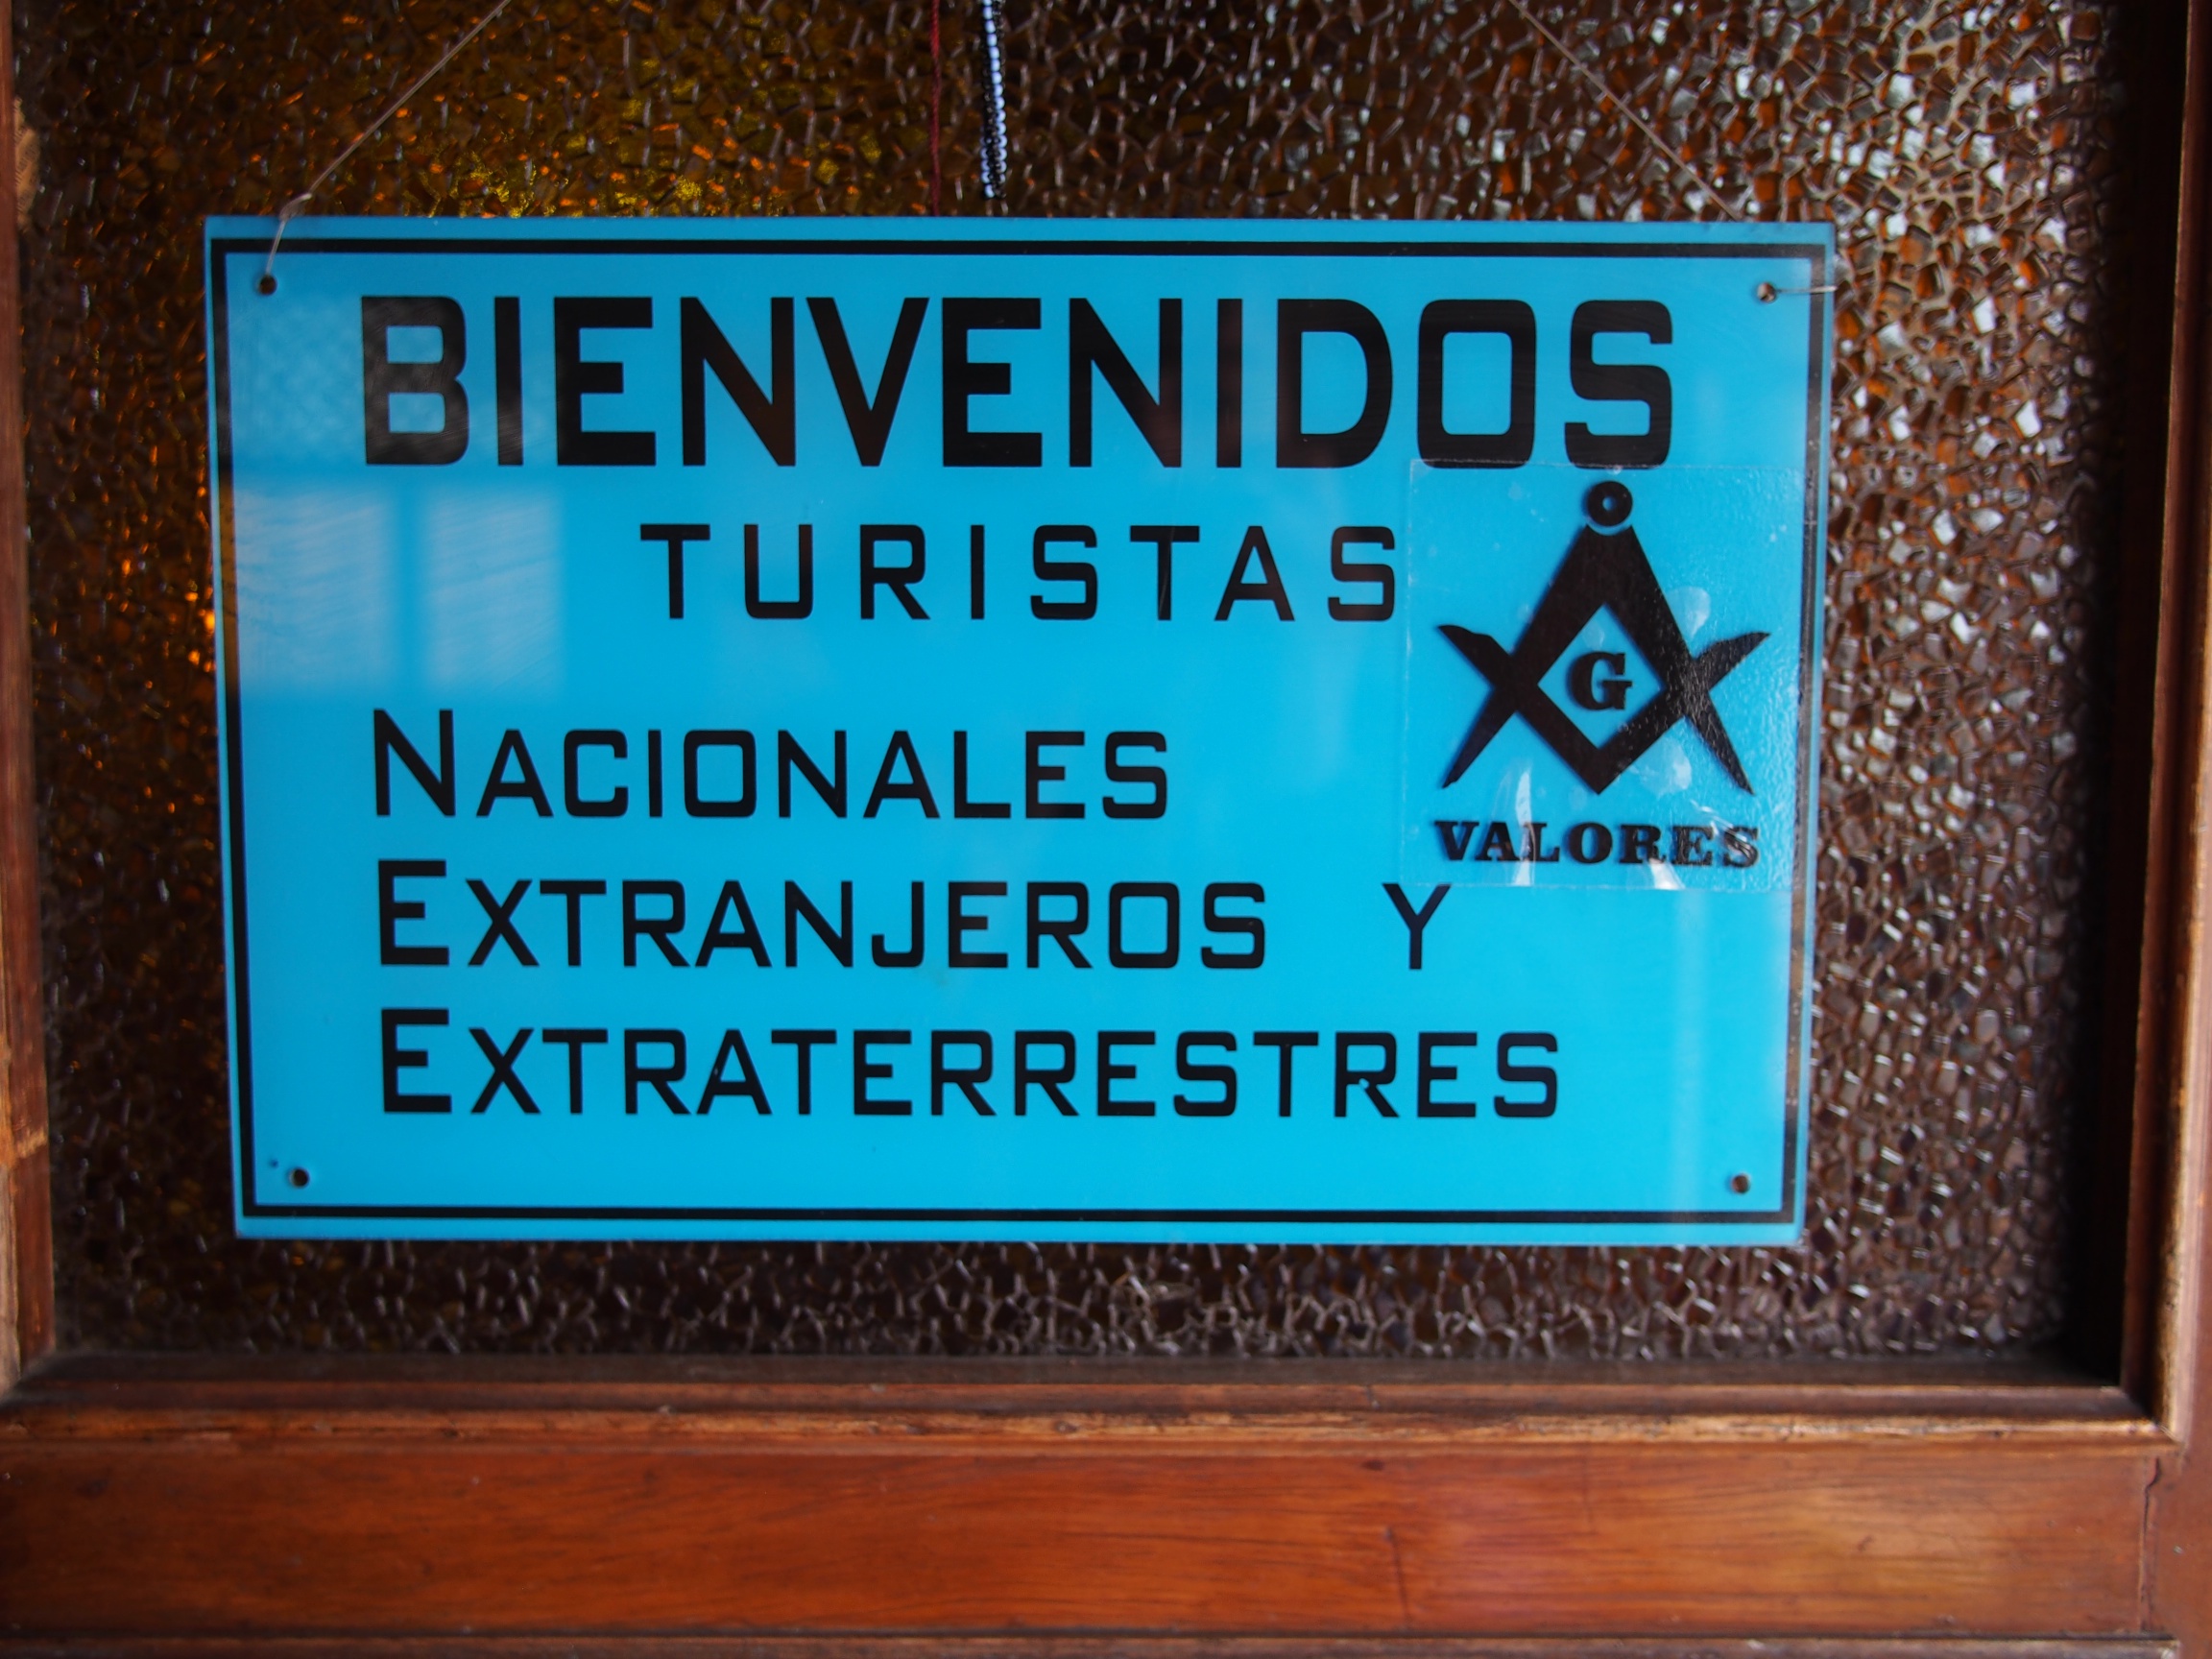 BIENVENIDOS
TURISTAS
NACIONALES
EXTRANJEROS Y
EXTRATERRESTRES
G
VALORES